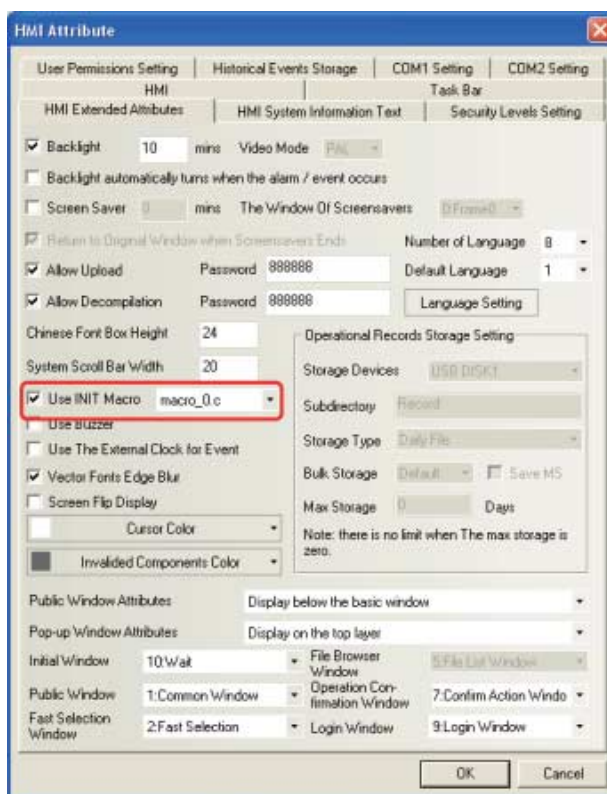 HMI Attribute
User Permissions Setting Historical Events Storage COM1 Setting COM2 Setting
HMI Task Bar
HMI Extended Attributes HMI System Information Text Security Levels Setting
Backlight 10 mins Video Mode PAL
Backlight automatically turns when the alarm / event occurs
Screen Saver 0 mins The Window Of Screensavers 0:Frame0
Return to Original Window when Screensavers Ends Number of Language 8
Allow Upload Password 888888 Default Language 1
Allow Decompilation Password 888888 Language Setting
Chinese Font Box Height 24 Operational Records Storage Setting
System Scroll Bar Width 20 Storage Devices USB DISK1
Use INIT Macro macro_0.c Subdirectory Record
Use Buzzer
Use The External Clock for Event Storage Type Daily File
Vector Fonts Edge Blur Bulk Storage Default Save MS
Screen Flip Display Max Storage 0 Days
Cursor Color Note: there is no limit when The max storage is
zero.
Invalided Components Color
Public Window Attributes Display below the basic window
Pop-up Window Attributes Display on the top layer
Initial Window 10:Wait File Browser
Window 5:File List Window
Public Window 1:Common Window Operation Con-
firmation Window 7:Confirm Action Windo
Fast Selection
Window 2:Fast Selection Login Window 9:Login Window
OK Cancel